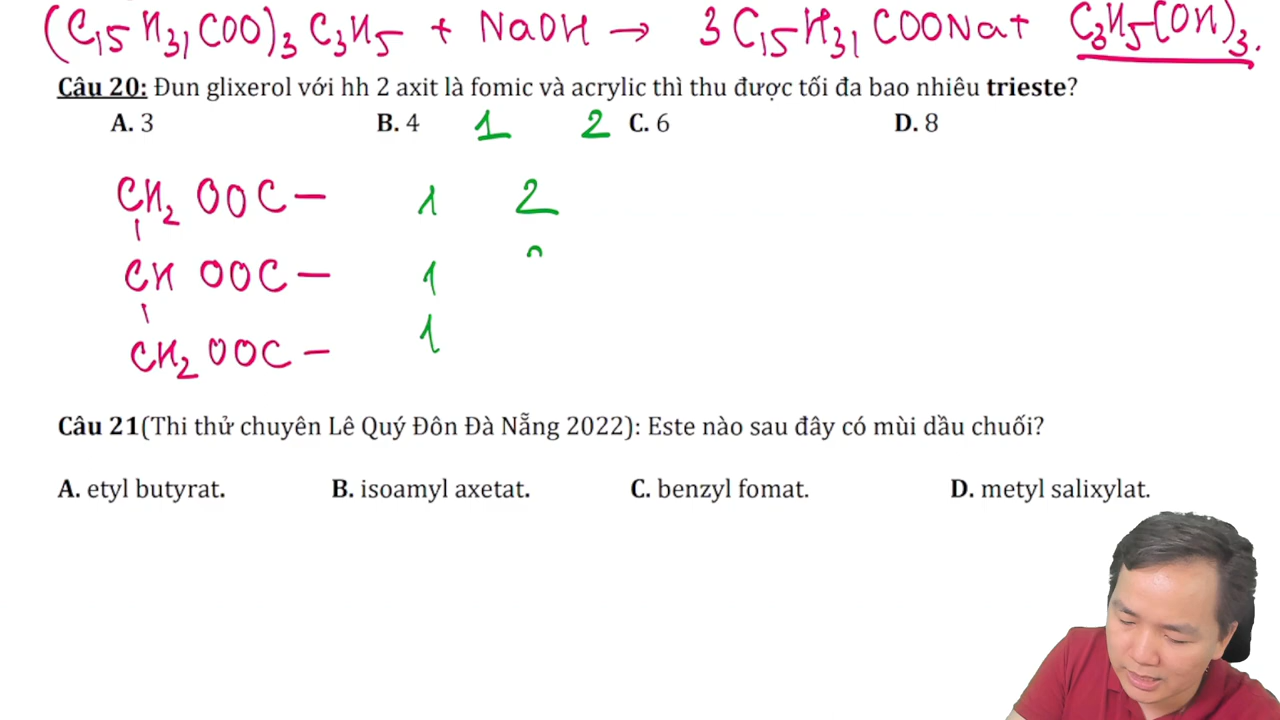 (C₁₅H₃₁COO)₃C₃H₅ + NaOH → 3C₁₅H₃₁COONa + C₃H₅(OH)₃.
Câu 20: Đun glixerol với hh 2 axit là fomic và acrylic thì thu được tối đa bao nhiêu trieste?
A. 3 B. 4 1 2 C. 6 D. 8
CH₂OOC— 1 2
CHOOC— 1
CH₂OOC— 1
Câu 21(Thi thử chuyên Lê Quý Đôn Đà Nẵng 2022): Este nào sau đây có mùi dầu chuối?
A. etyl butyrat. B. isoamyl axetat. C. benzyl fomat. D. metyl salixylat.